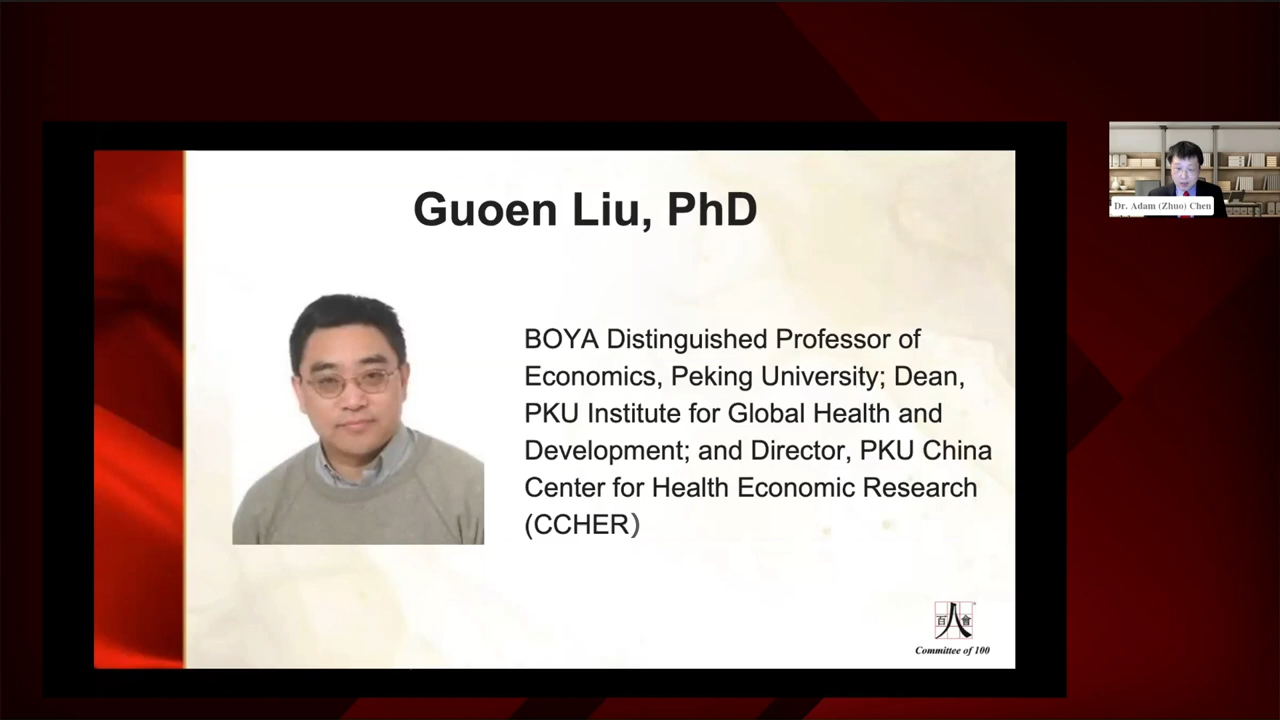 Guoen Liu, PhD
BOYA Distinguished Professor of
Economics, Peking University; Dean,
PKU Institute for Global Health and
Development; and Director, PKU China
Center for Health Economic Research
(CCHER)
百人會
Committee of 100
Dr. Adam (Zhuo) Chen